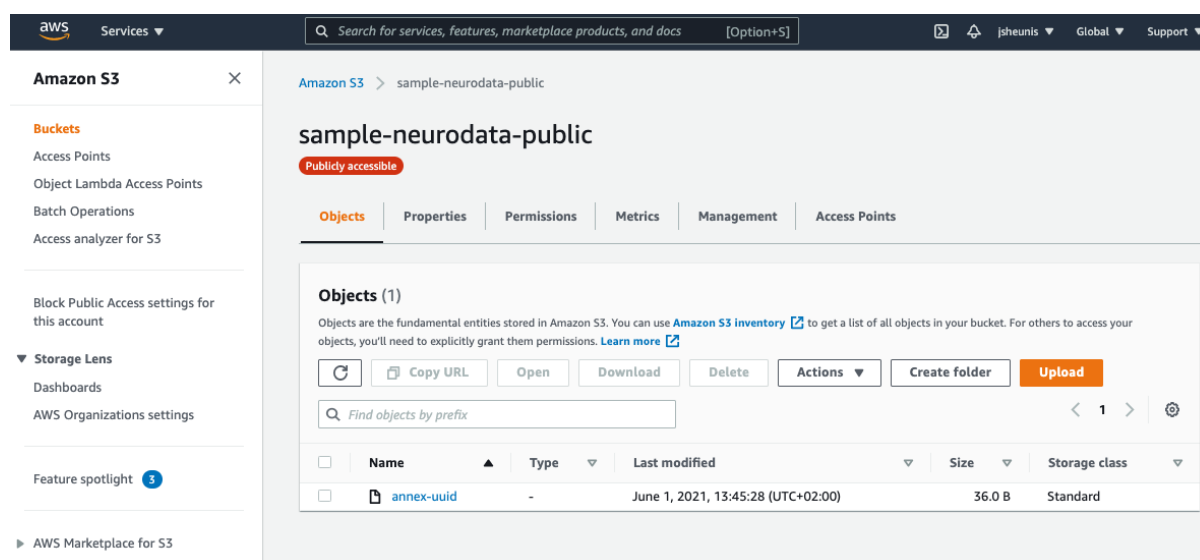 aws
Services ▼
Search for services, features, marketplace products, and docs [Option+S]
jsheunis ▼
Global ▼
Support ▼
Amazon S3
Buckets
Access Points
Object Lambda Access Points
Batch Operations
Access analyzer for S3
Block Public Access settings for
this account
Storage Lens
Dashboards
AWS Organizations settings
Feature spotlight 3
AWS Marketplace for S3
Amazon S3 > sample-neurodata-public
sample-neurodata-public
Publicly accessible
Objects Properties Permissions Metrics Management Access Points
Objects (1)
Objects are the fundamental entities stored in Amazon S3. You can use Amazon S3 inventory to get a list of all objects in your bucket. For others to access your
objects, you'll need to explicitly grant them permissions. Learn more
Copy URL Open Download Delete Actions ▼ Create folder Upload
Find objects by prefix
< 1 >
Name Type Last modified Size Storage class
annex-uuid - June 1, 2021, 13:45:28 (UTC+02:00) 36.0 B Standard